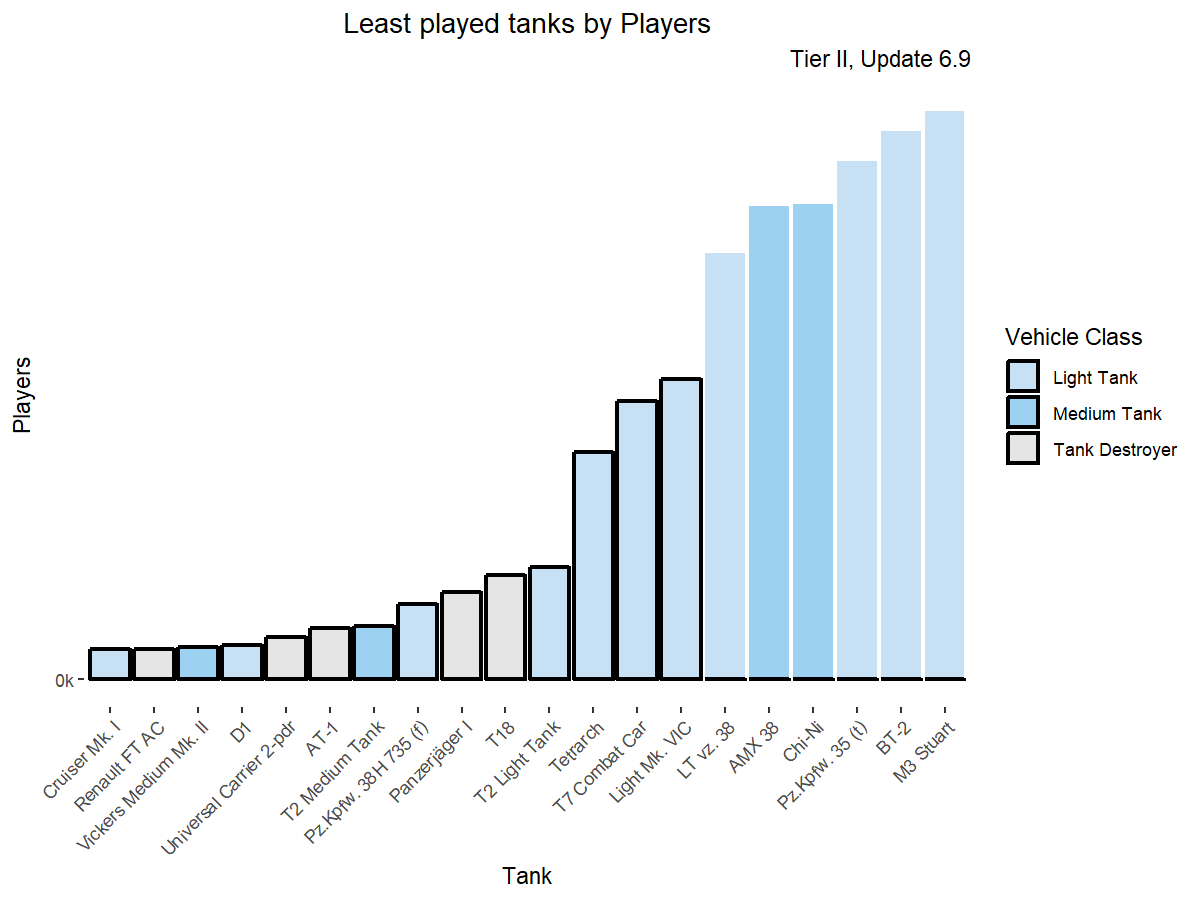 Least played tanks by Players
Tier II, Update 6.9
Players
0k
Cruiser Mk. I
Renault FT AC
Vickers Medium Mk. II
D1
Universal Carrier 2-pdr
AT-1
T2 Medium Tank
Pz.Kpfw. 38H 735 (f)
Panzerjäger I
T18
T2 Light Tank
Tetrarch
T7 Combat Car
Light Mk. VIC
LT vz. 38
AMX 38
Chi-Ni
Pz.Kpfw. 35 (t)
BT-2
M3 Stuart
Tank
Vehicle Class
Light Tank
Medium Tank
Tank Destroyer